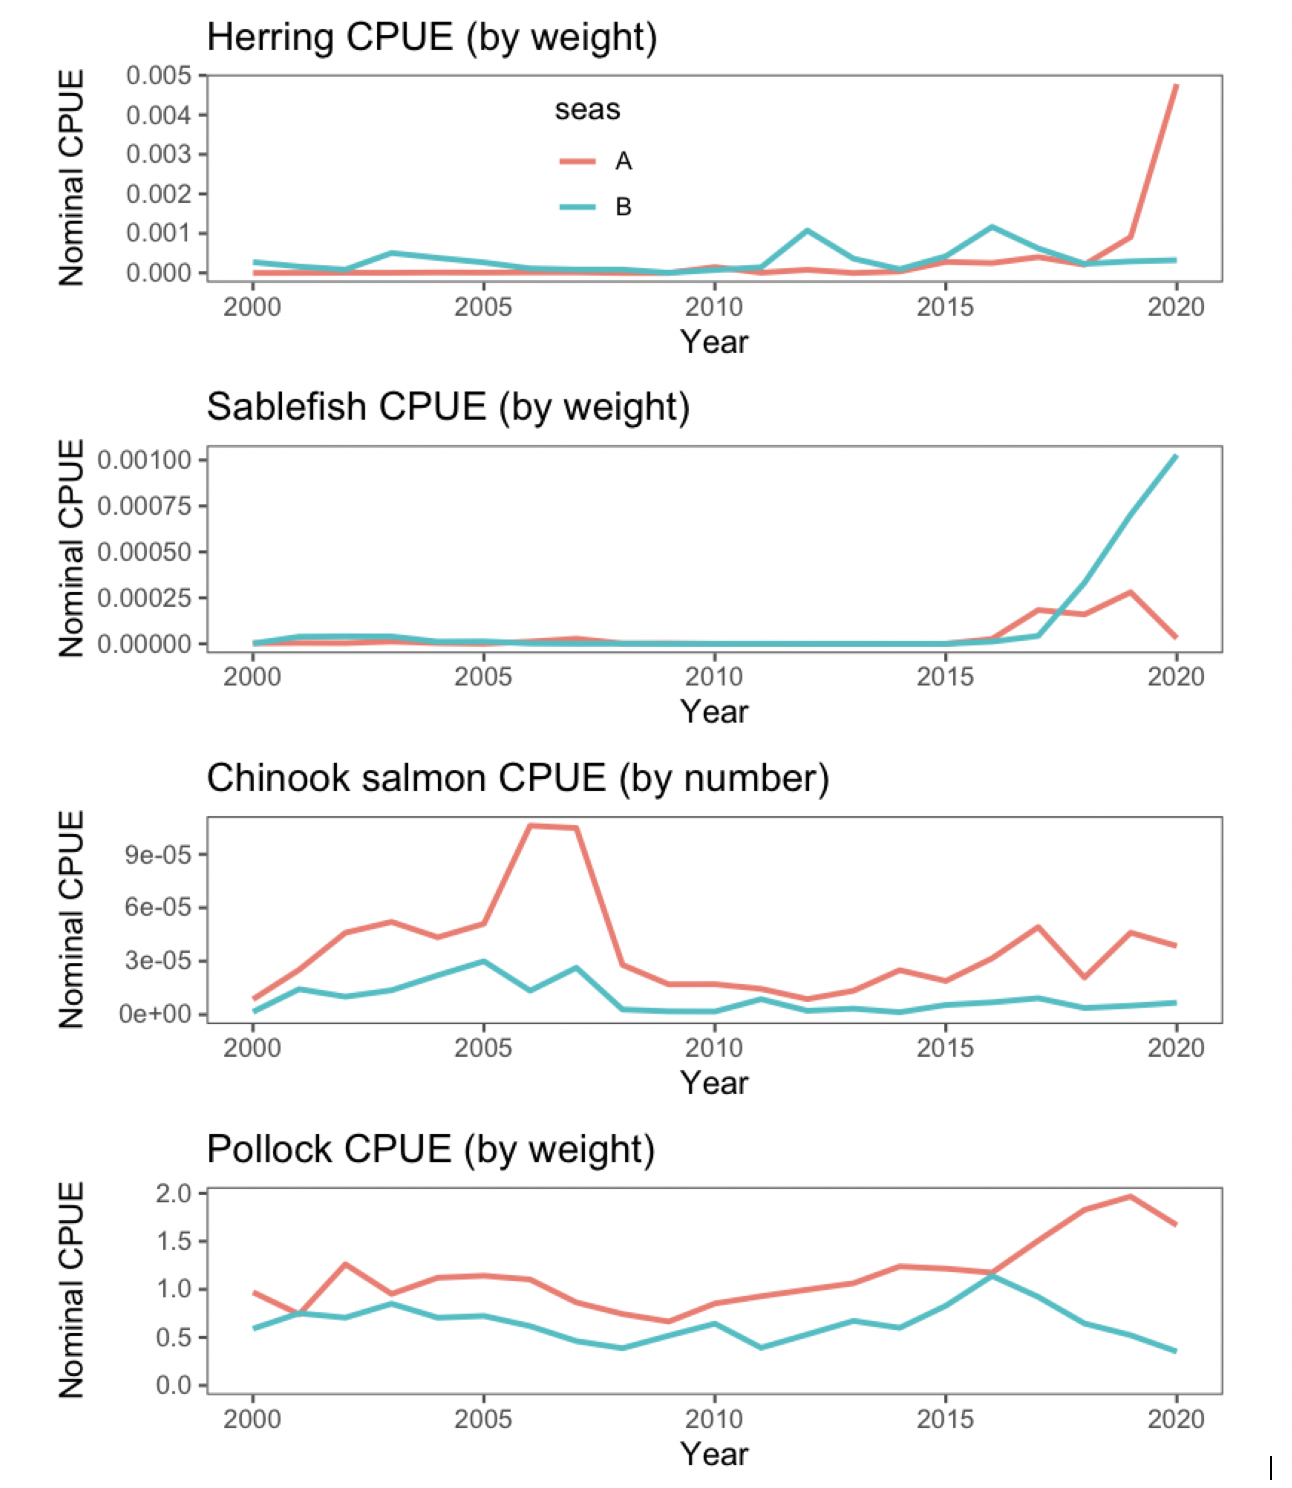 Herring CPUE (by weight)
Nominal CPUE
0.005
0.004
0.003
0.002
0.001
0.000
seas
A
B
2000 2005 2010 2015 2020
Year
Sablefish CPUE (by weight)
Nominal CPUE
0.00100
0.00075
0.00050
0.00025
0.00000
2000 2005 2010 2015 2020
Year
Chinook salmon CPUE (by number)
Nominal CPUE
9e-05
6e-05
3e-05
0e+00
2000 2005 2010 2015 2020
Year
Pollock CPUE (by weight)
Nominal CPUE
2.0
1.5
1.0
0.5
0.0
2000 2005 2010 2015 2020
Year